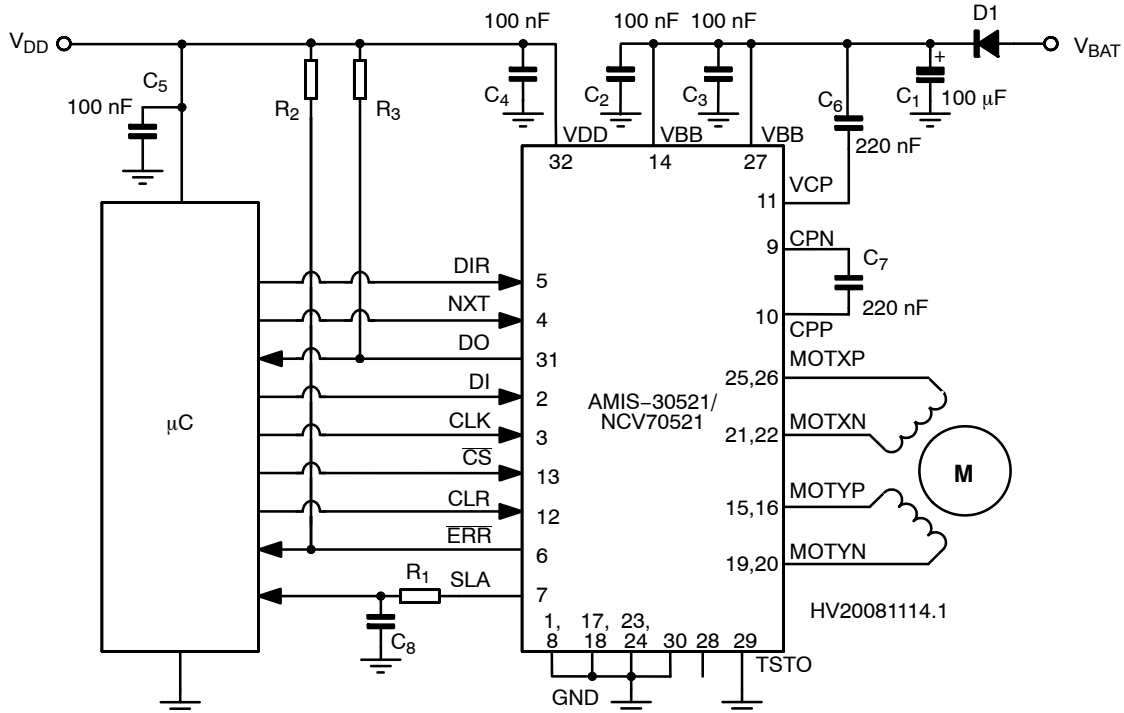 100 nF
100 nF 100 nF
D1
VDD
VBAT
C5
100 nF
R2
R3
C4
C2
C3
C6
C1
+
100 μF
220 nF
VDD
VBB
VBB
32
14
27
11
VCP
9
CPN
C7
220 nF
10
CPP
DIR
5
NXT
4
DO
31
DI
2
CLK
3
CS
13
CLR
12
ERR
6
R1
SLA
7
C8
μC
AMIS−30521/
NCV70521
MOTXP
25,26
MOTXN
21,22
MOTYP
15,16
MOTYN
19,20
M
HV20081114.1
1,
8
17,
18
23,
24
30
28
29
TSTO
GND